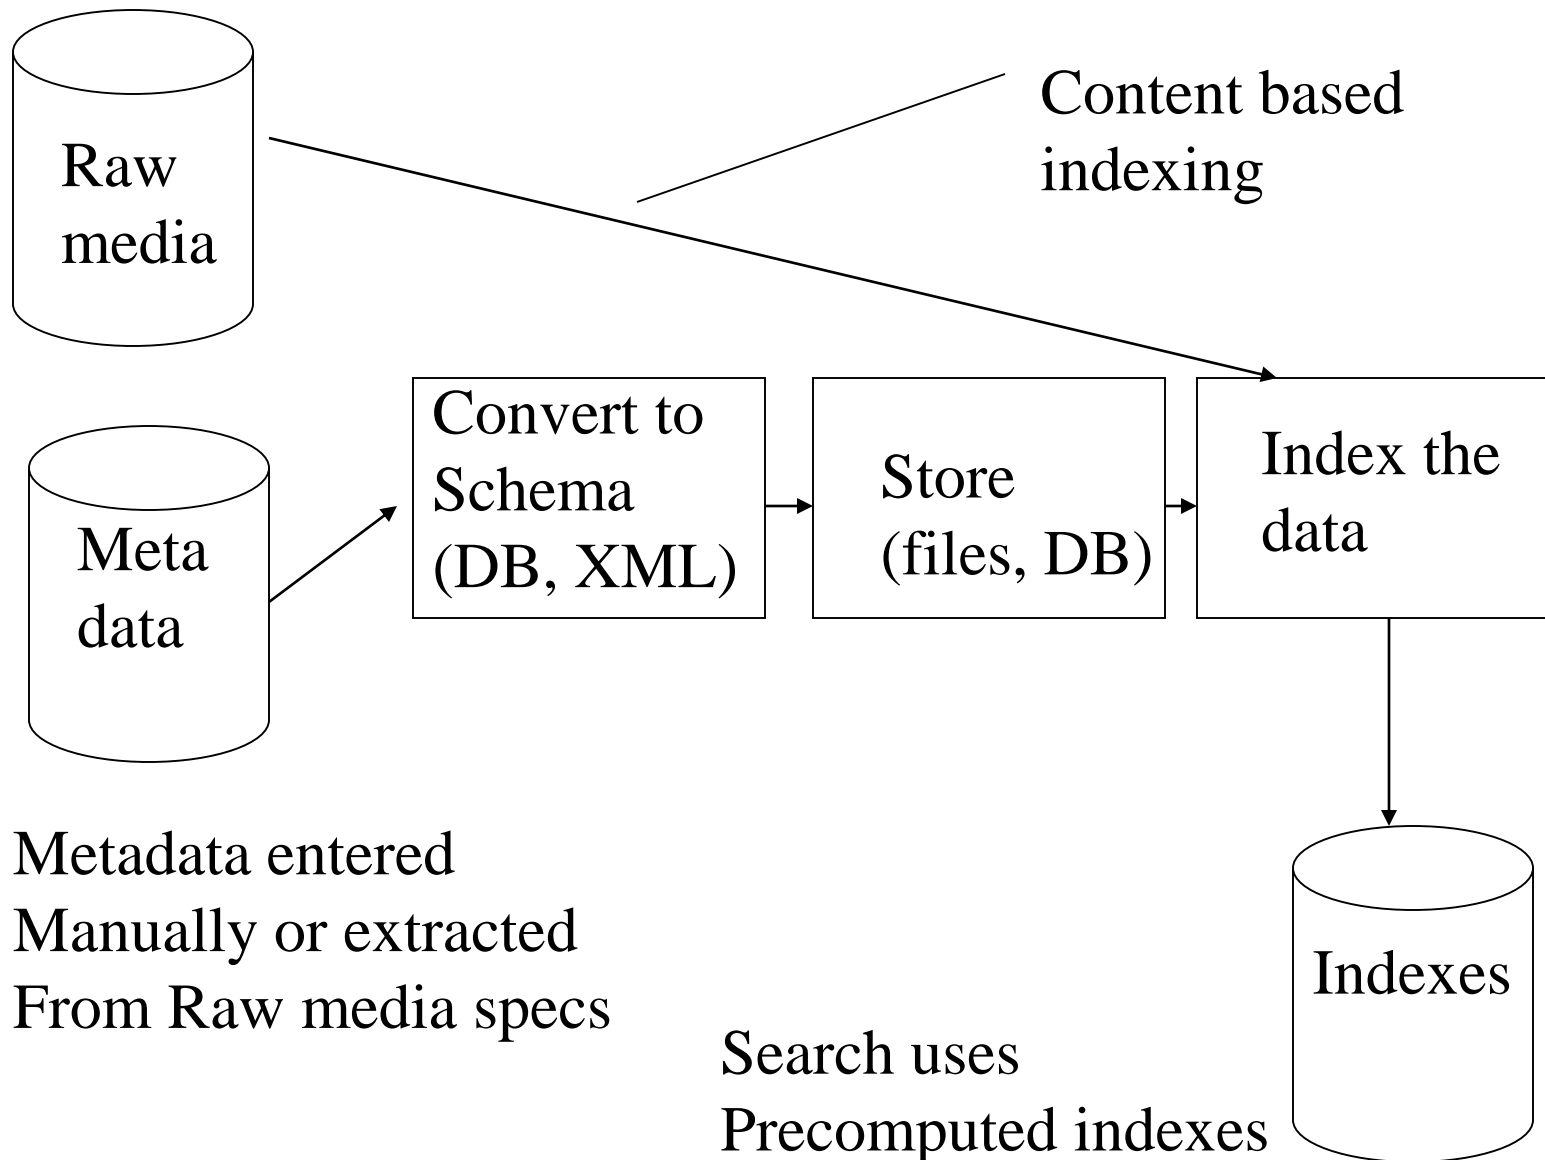 Raw
media
Content based
indexing
Meta
data
Convert to
Schema
(DB, XML)
Store
(files, DB)
Index the
data
Metadata entered
Manually or extracted
From Raw media specs
Indexes
Search uses
Precomputed indexes